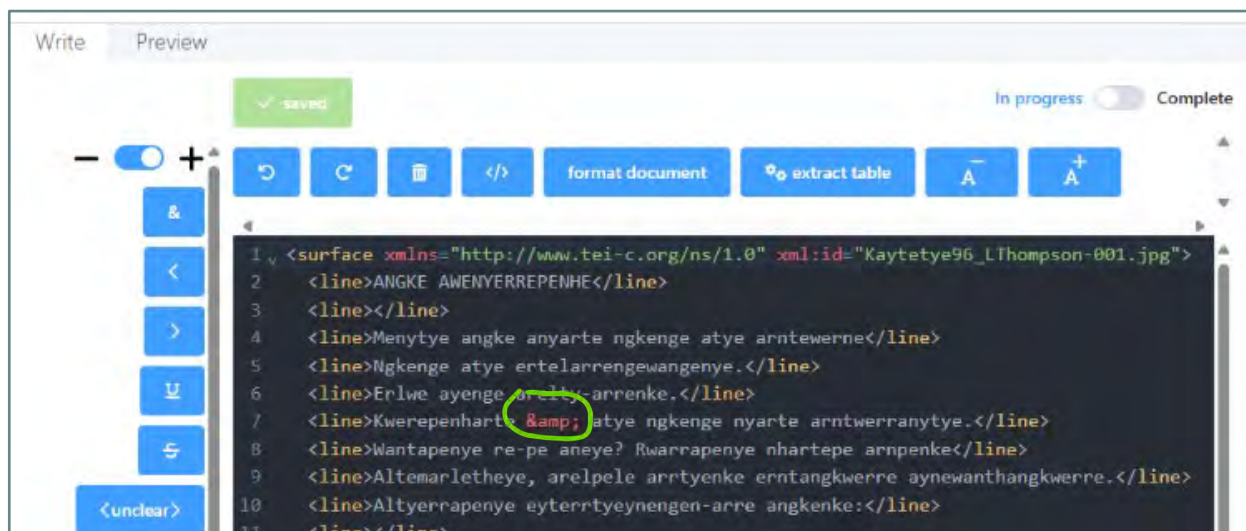 Write Preview
✓ saved
In progress Complete
− +
</> format document extract table A̅ A⁺
&
<
>
U
S
<unclear>
1 <surface xmlns="http://www.tei-c.org/ns/1.0" xml:id="Kaytetye96_LThompson-001.jpg">
2 <line>ANGKE AWENYERREPENHE</line>
3 <line></line>
4 <line>Menytye angke anyarte ngkenge atye arntewerne</line>
5 <line>Ngkenge atye ertelarrengewangenye.</line>
6 <line>Erlwe ayenge arelty-arrenke.</line>
7 <line>Kwerepenharte &amp; atye ngkenge nyarte arntwerranytye.</line>
8 <line>Wantapenye re-pe aneye? Rwarrapenye nhartepe arnpenke</line>
9 <line>Altemarletheye, arelpele arrtyenke erntangkwerre aynewanthangkwerre.</line>
10 <line>Altyerrapenye eyterrtyeynengen-arre angkenke:</line>
11 <line></line>